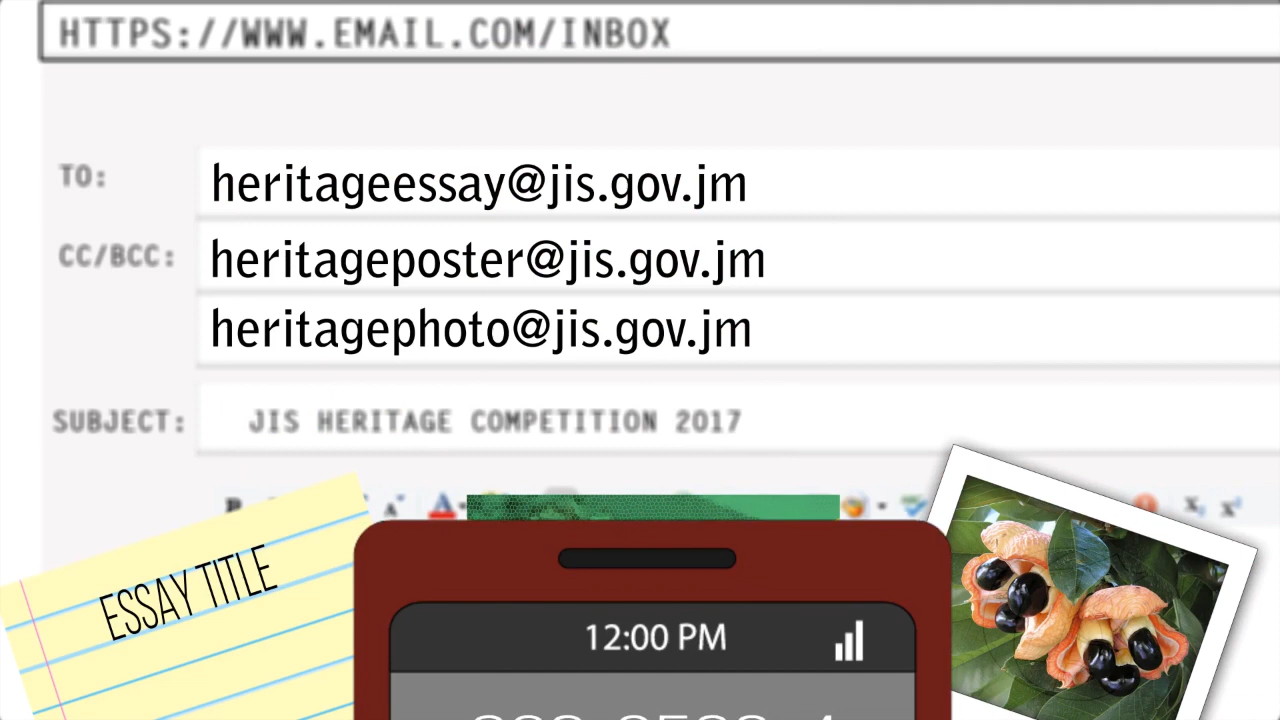 HTTPS://WWW.EMAIL.COM/INBOX
TO: heritageessay@jis.gov.jm
CC/BCC: heritageposter@jis.gov.jm
heritagephoto@jis.gov.jm
SUBJECT: JIS HERITAGE COMPETITION 2017
ESSAY TITLE
12:00 PM